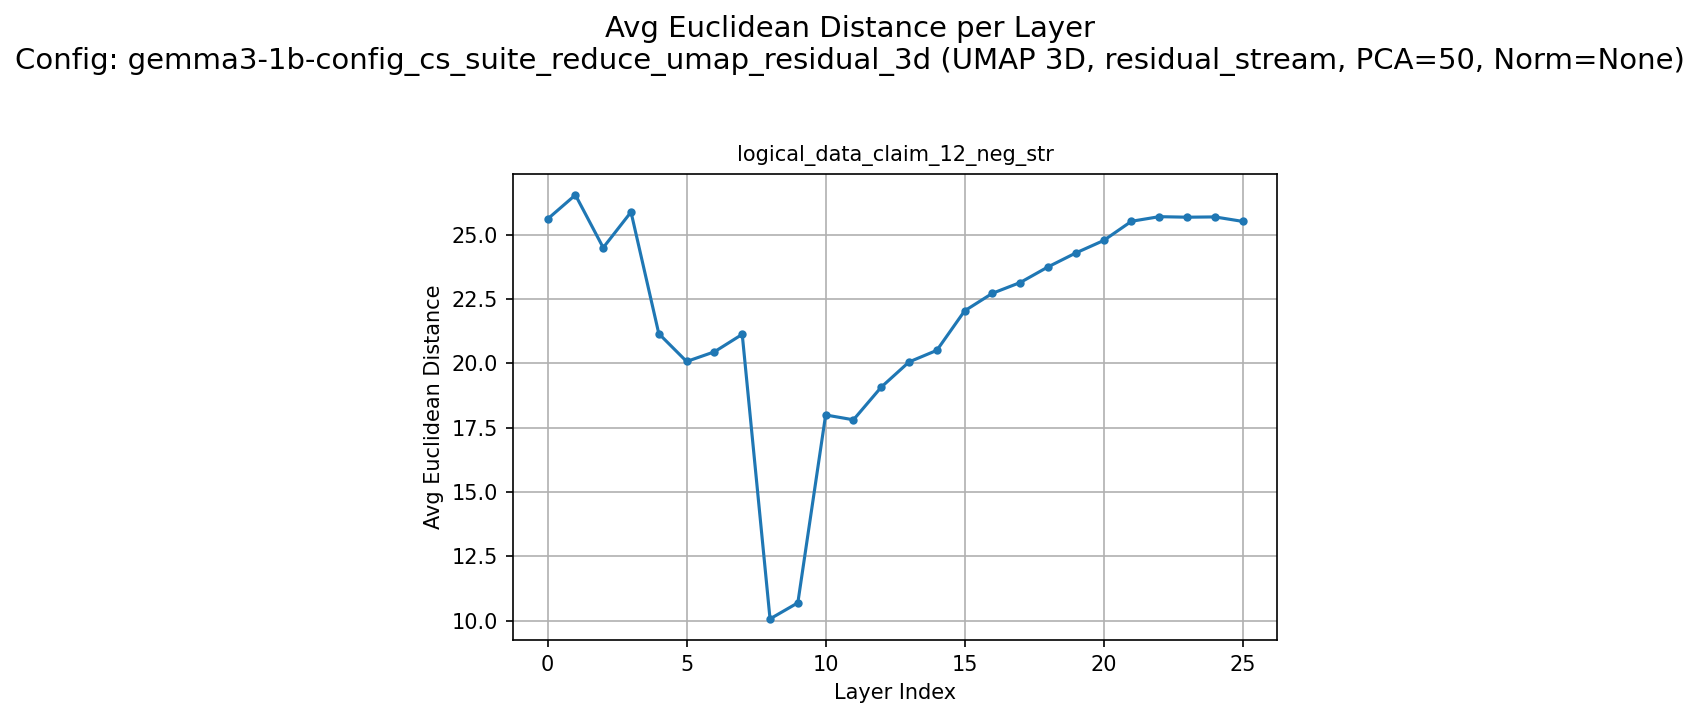 Avg Euclidean Distance per Layer
Config: gemma3-1b-config_cs_suite_reduce_umap_residual_3d (UMAP 3D, residual_stream, PCA=50, Norm=None)
logical_data_claim_12_neg_str
Avg Euclidean Distance
25.0
22.5
20.0
17.5
15.0
12.5
10.0
0 5 10 15 20 25
Layer Index